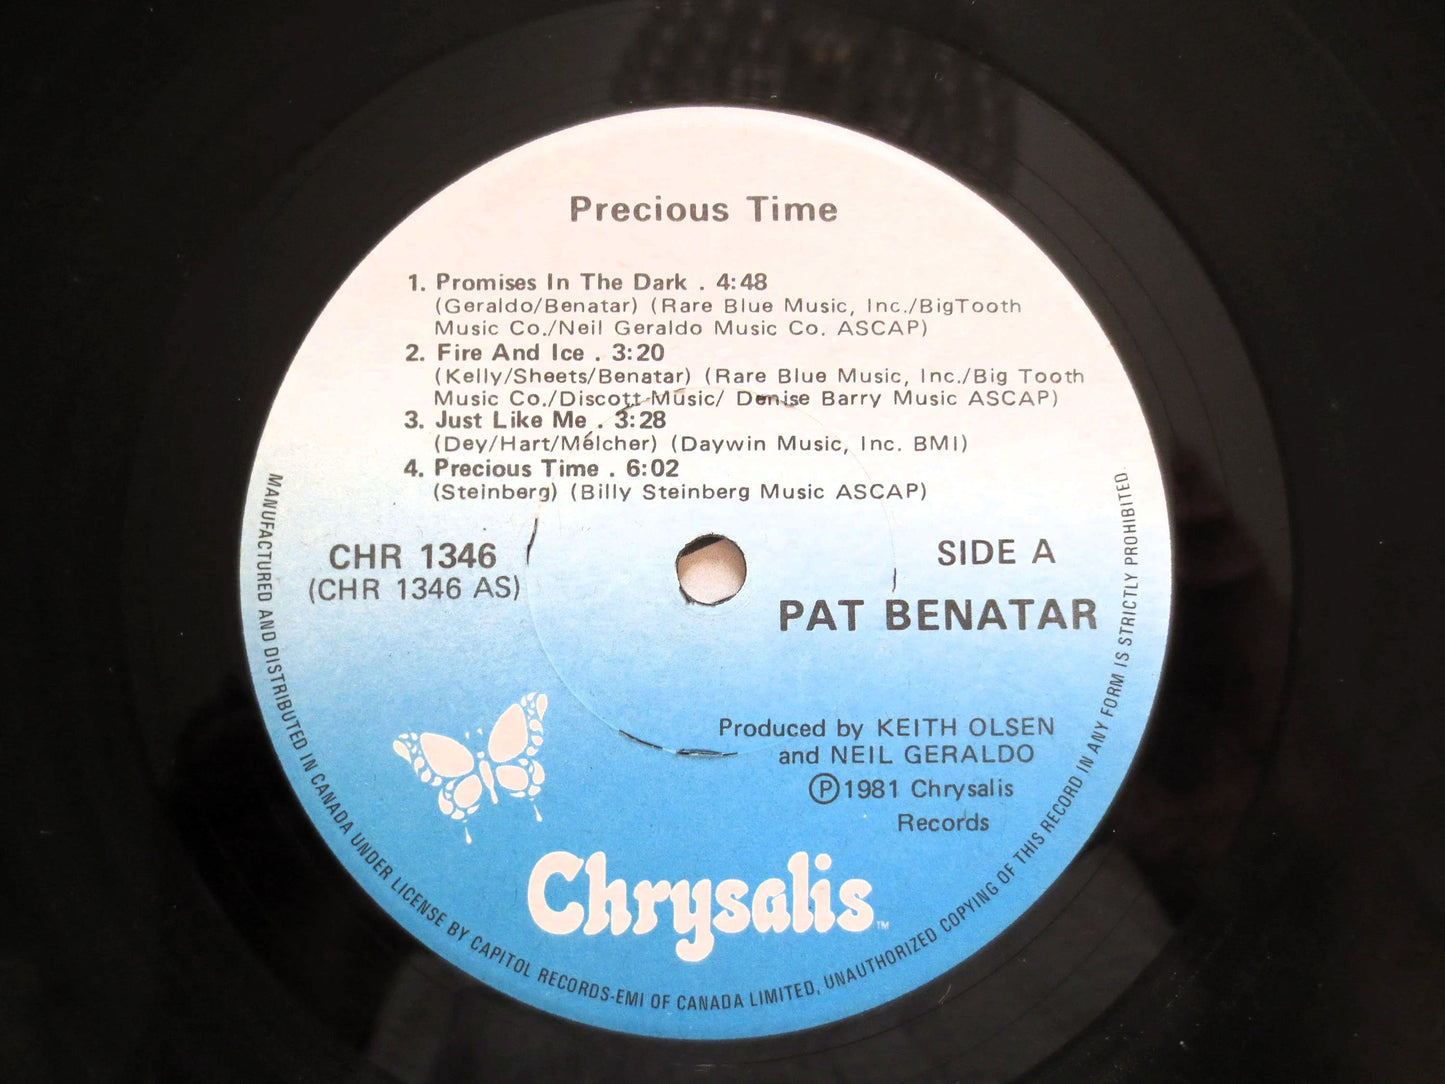 Precious Time
1. Promises In The Dark . 4:48
(Geraldo/Benatar) (Rare Blue Music, Inc./BigTooth
Music Co./Neil Geraldo Music Co. ASCAP)
2. Fire And Ice . 3:20
(Kelly/Sheets/Benatar) (Rare Blue Music, Inc./Big Tooth
Music Co./Discott Music/ Denise Barry Music ASCAP)
3. Just Like Me . 3:28
(Dey/Hart/Melcher) (Daywin Music, Inc. BMI)
4. Precious Time . 6:02
(Steinberg) (Billy Steinberg Music ASCAP)
CHR 1346
(CHR 1346 AS)
SIDE A
PAT BENATAR
Produced by KEITH OLSEN
and NEIL GERALDO
Ⓟ1981 Chrysalis
Records
Chrysalis™
MANUFACTURED AND DISTRIBUTED IN CANADA UNDER LICENSE BY CAPITOL RECORDS-EMI OF CANADA LIMITED, UNAUTHORIZED COPYING OF THIS RECORD IN ANY FORM IS STRICTLY PROHIBITED.